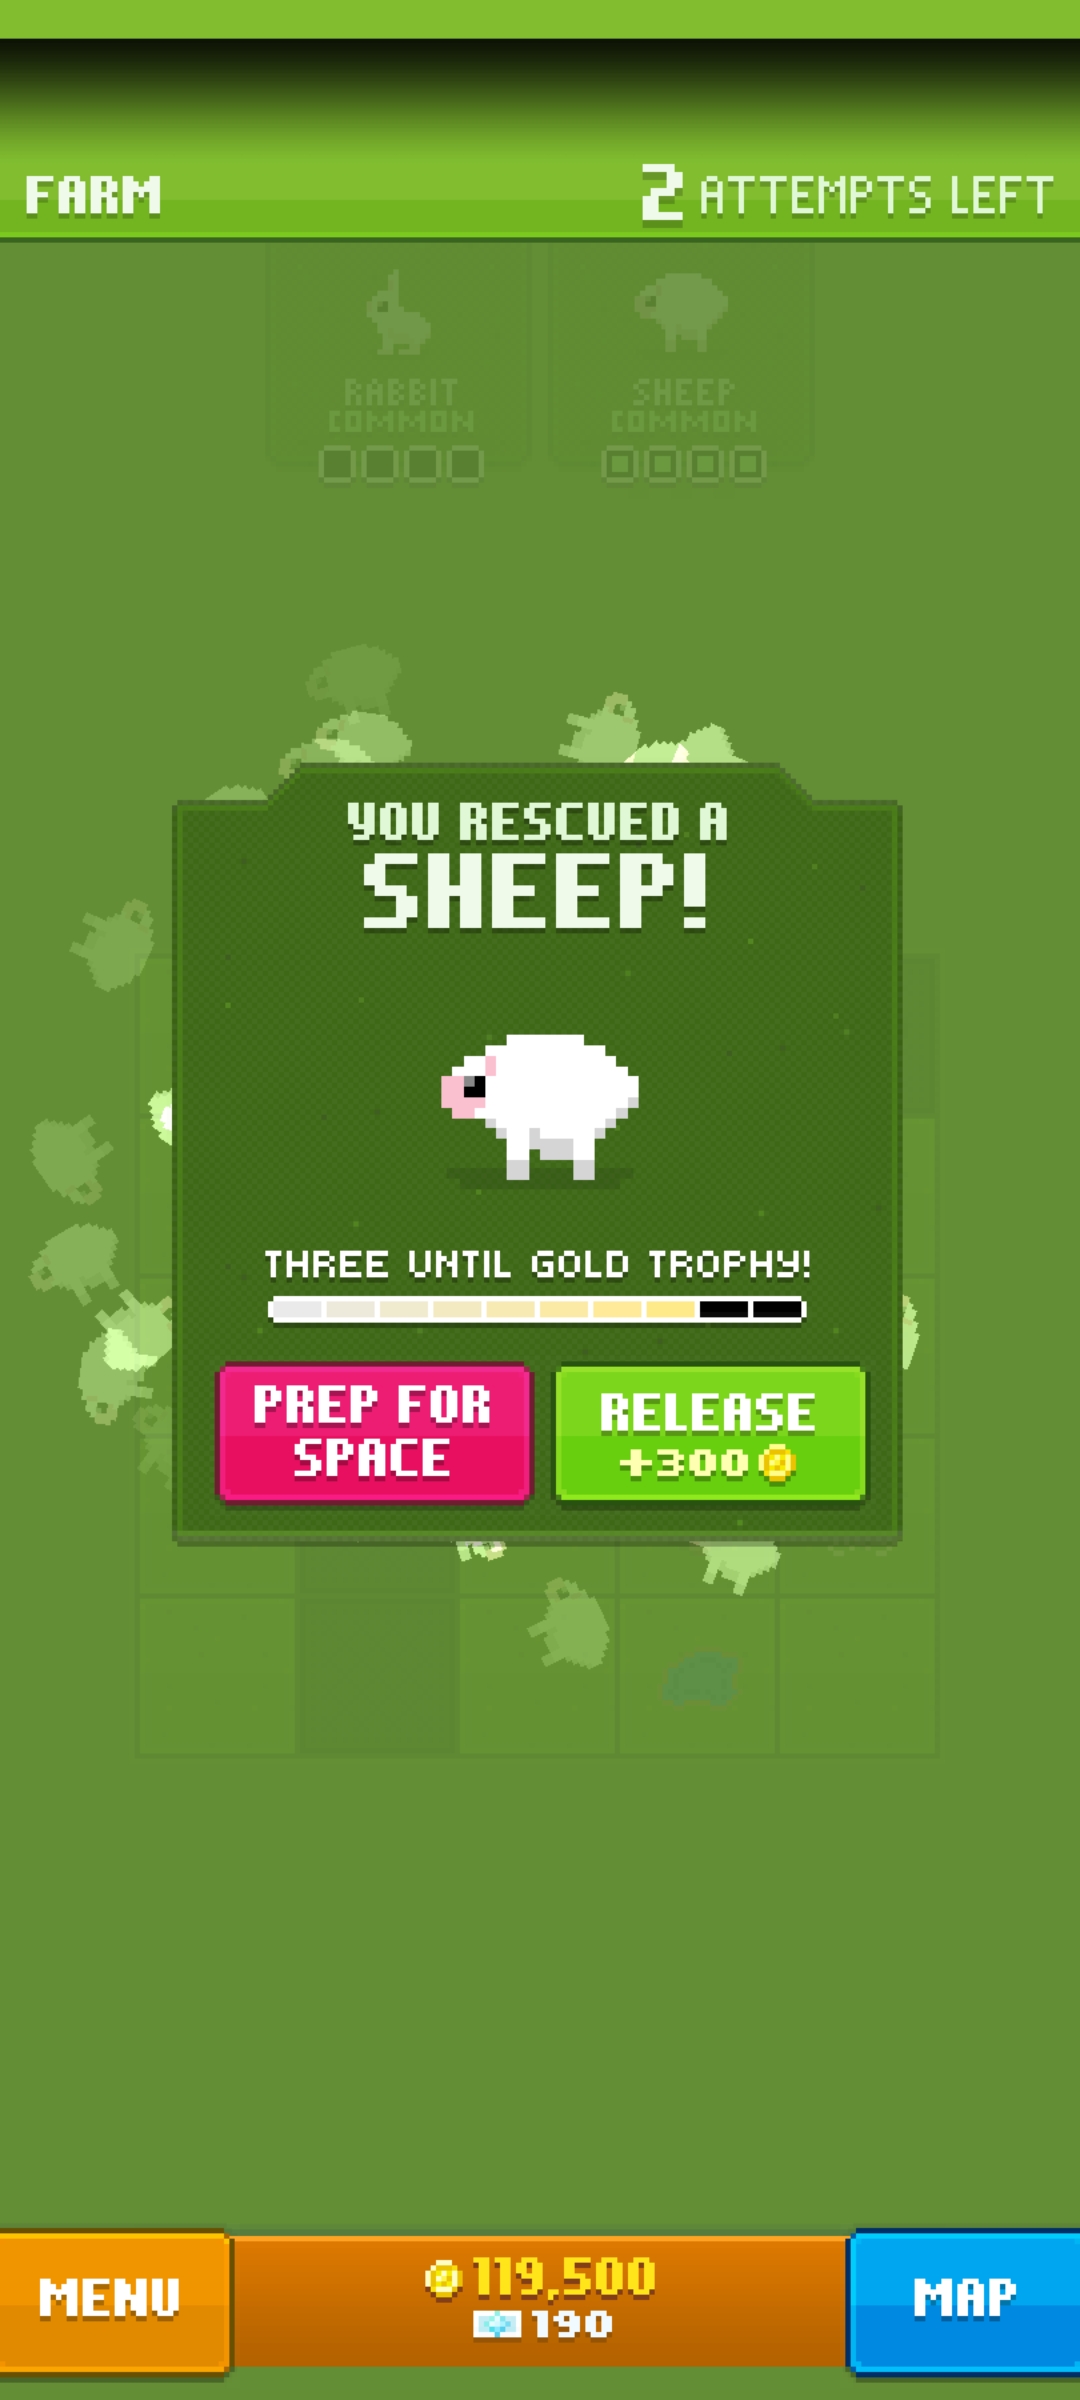 FARM
2 ATTEMPTS LEFT
RABBIT
COMMON
SHEEP
COMMON
YOU RESCUED A
SHEEP!
THREE UNTIL GOLD TROPHY!
PREP FOR
SPACE
RELEASE
+300
MENU
119,500
190
MAP